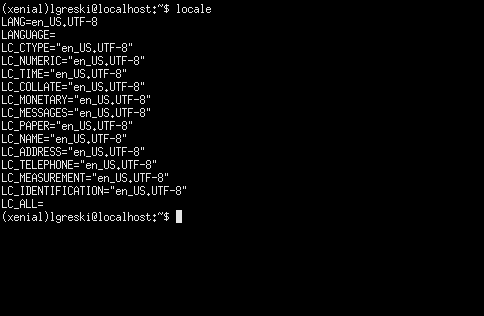 (xenial)lgreski@localhost:~$ locale
LANG=en_US.UTF-8
LANGUAGE=
LC_CTYPE="en_US.UTF-8"
LC_NUMERIC="en_US.UTF-8"
LC_TIME="en_US.UTF-8"
LC_COLLATE="en_US.UTF-8"
LC_MONETARY="en_US.UTF-8"
LC_MESSAGES="en_US.UTF-8"
LC_PAPER="en_US.UTF-8"
LC_NAME="en_US.UTF-8"
LC_ADDRESS="en_US.UTF-8"
LC_TELEPHONE="en_US.UTF-8"
LC_MEASUREMENT="en_US.UTF-8"
LC_IDENTIFICATION="en_US.UTF-8"
LC_ALL=
(xenial)lgreski@localhost:~$